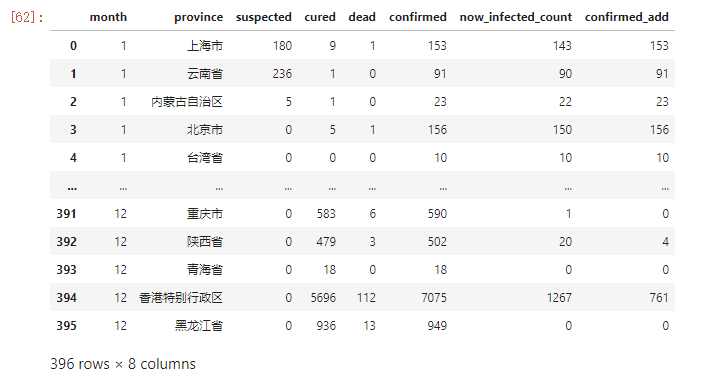 [62]:
month province suspected cured dead confirmed now_infected_count confirmed_add
0 1 上海市 180 9 1 153 143 153
1 1 云南省 236 1 0 91 90 91
2 1 内蒙古自治区 5 1 0 23 22 23
3 1 北京市 0 5 1 156 150 156
4 1 台湾省 0 0 0 10 10 10
... ... ... ... ... ... ... ... ...
391 12 重庆市 0 583 6 590 1 0
392 12 陕西省 0 479 3 502 20 4
393 12 青海省 0 18 0 18 0 0
394 12 香港特别行政区 0 5696 112 7075 1267 761
395 12 黑龙江省 0 936 13 949 0 0
396 rows × 8 columns